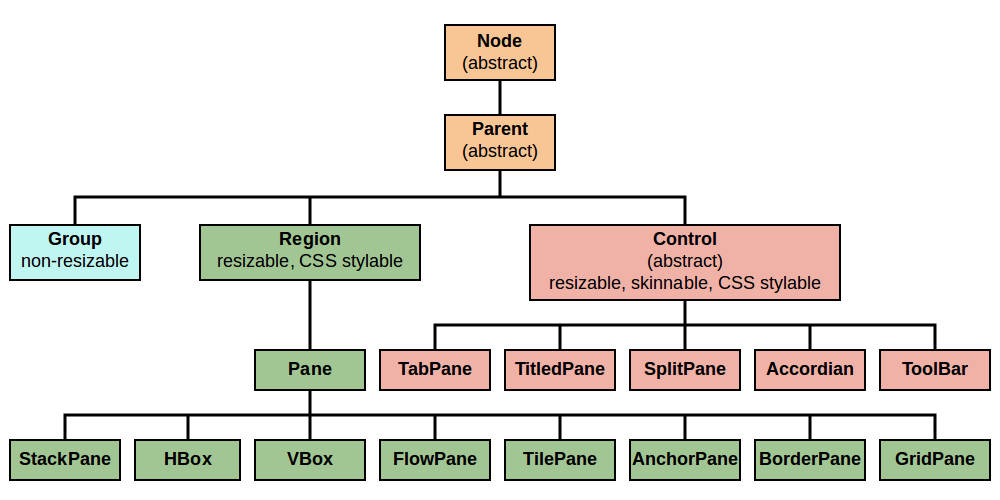 Node
(abstract)
Parent
(abstract)
Group
non-resizable
Region
resizable, CSS stylable
Control
(abstract)
resizable, skinnable, CSS stylable
Pane
TabPane
TitledPane
SplitPane
Accordian
ToolBar
StackPane
HBox
VBox
FlowPane
TilePane
AnchorPane
BorderPane
GridPane